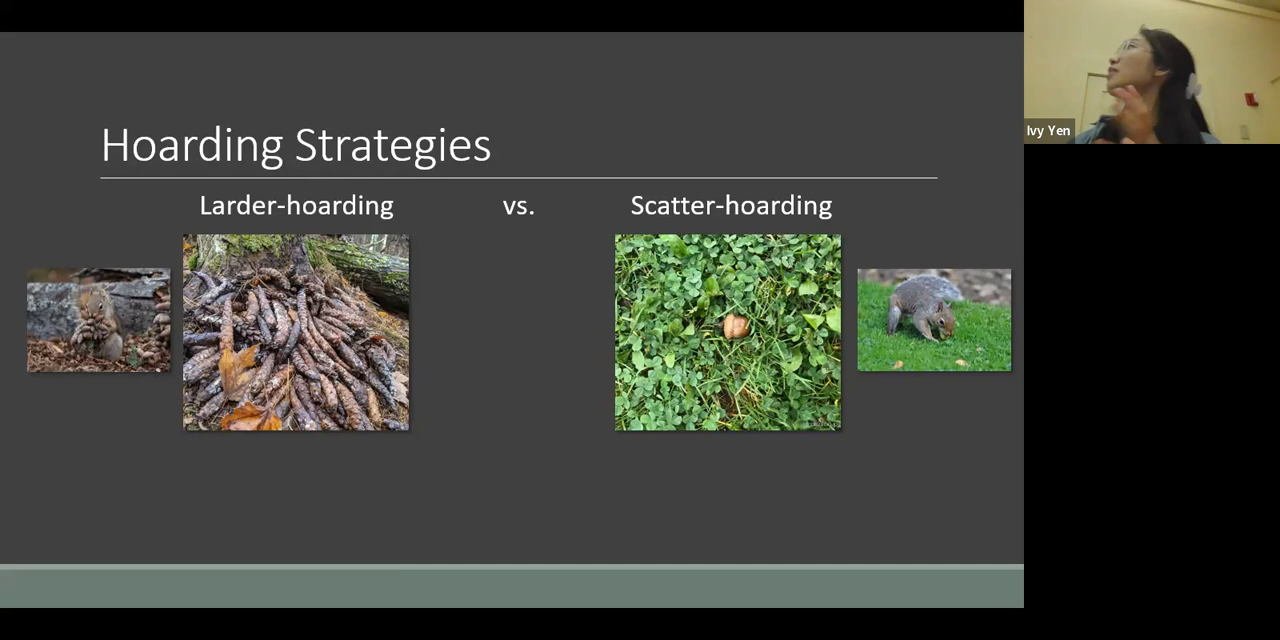 Hoarding Strategies
Larder-hoarding vs. Scatter-hoarding
Ivy Yen